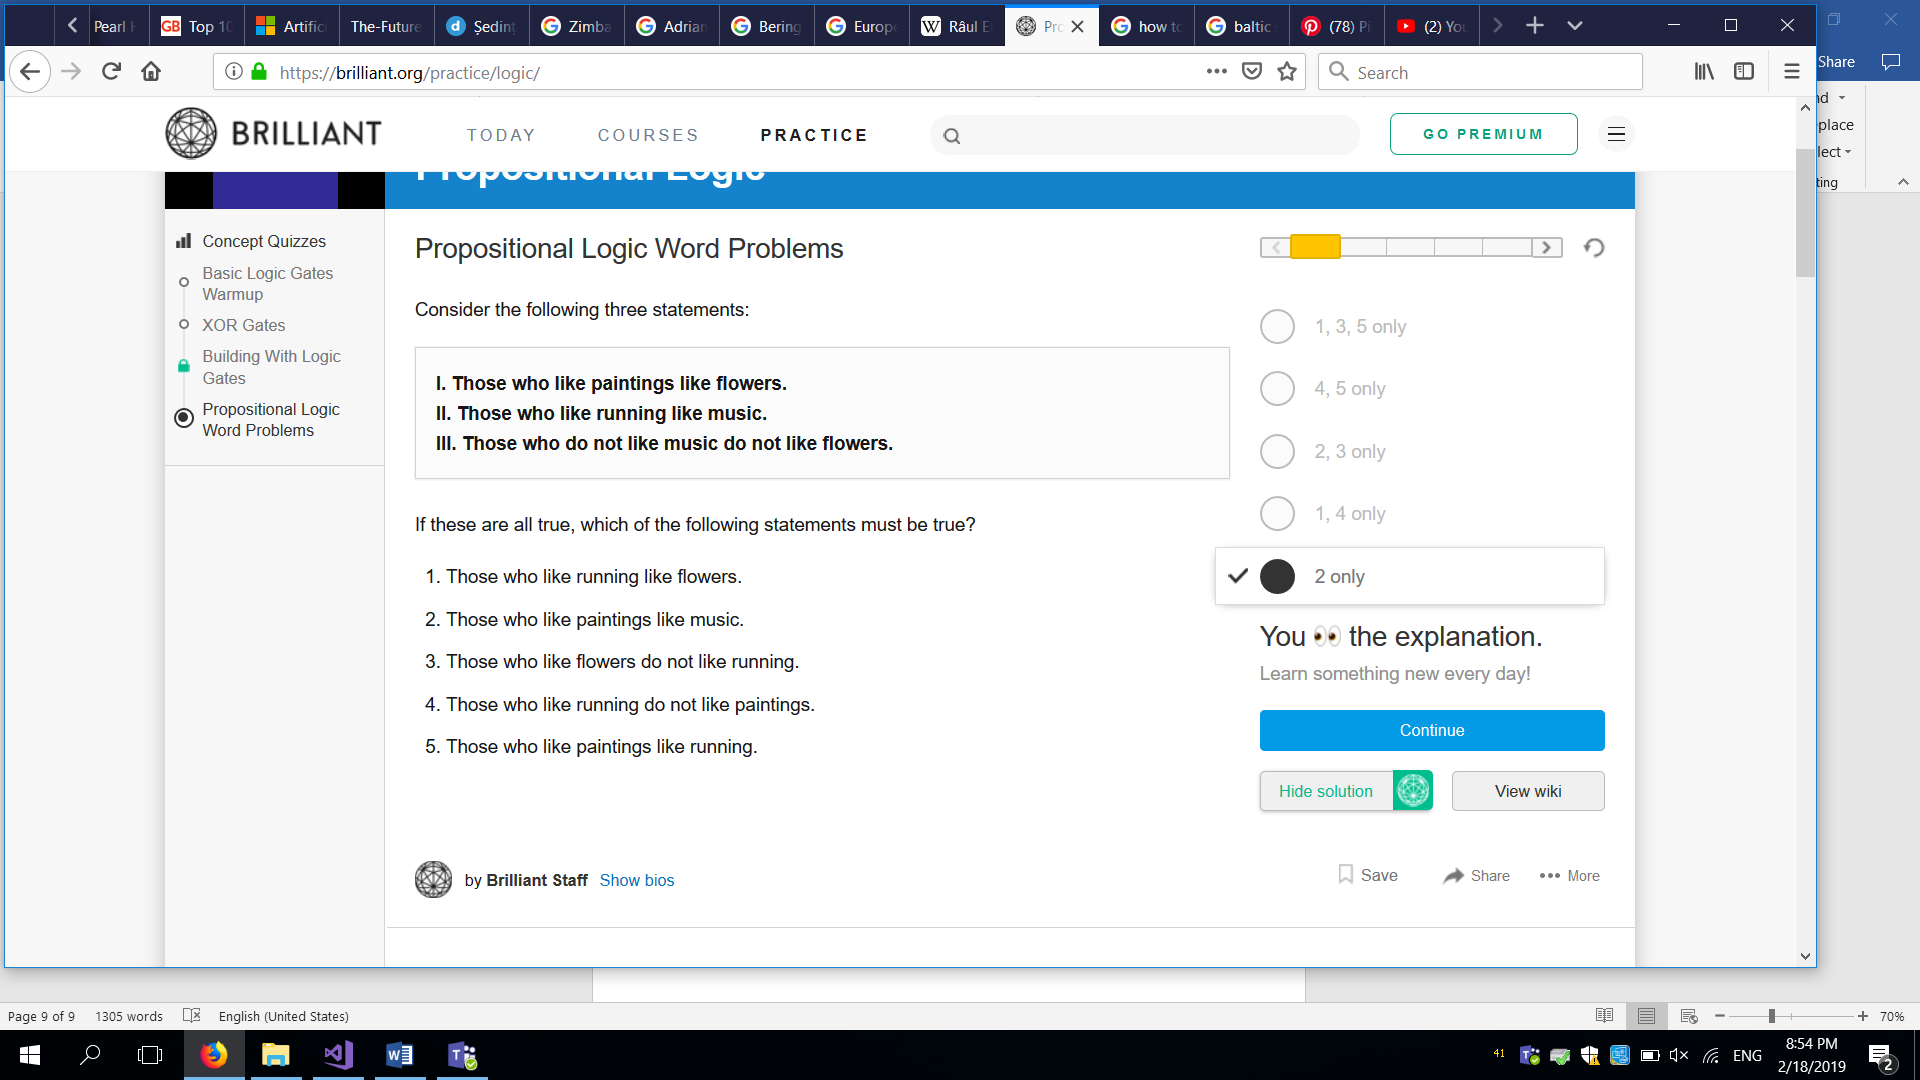 Pearl H
Top 10
Artific
The-Future
Ședinț
Zimba
Adrian
Bering
Europe
Râul E
Pro
how to
baltic s
(78) Pi
(2) You
https://brilliant.org/practice/logic/
Search
Share
BRILLIANT
TODAY
COURSES
PRACTICE
GO PREMIUM
nd
place
lect
ting
Propositional Logic
Concept Quizzes
Basic Logic Gates
Warmup
XOR Gates
Building With Logic
Gates
Propositional Logic
Word Problems
Propositional Logic Word Problems
Consider the following three statements:
I. Those who like paintings like flowers.
II. Those who like running like music.
III. Those who do not like music do not like flowers.
If these are all true, which of the following statements must be true?
1. Those who like running like flowers.
2. Those who like paintings like music.
3. Those who like flowers do not like running.
4. Those who like running do not like paintings.
5. Those who like paintings like running.
1, 3, 5 only
4, 5 only
2, 3 only
1, 4 only
2 only
You 👀 the explanation.
Learn something new every day!
Continue
Hide solution
View wiki
by Brilliant Staff Show bios
Save
Share
More
Page 9 of 9 1305 words English (United States)
70%
41
ENG
8:54 PM
2/18/2019
2